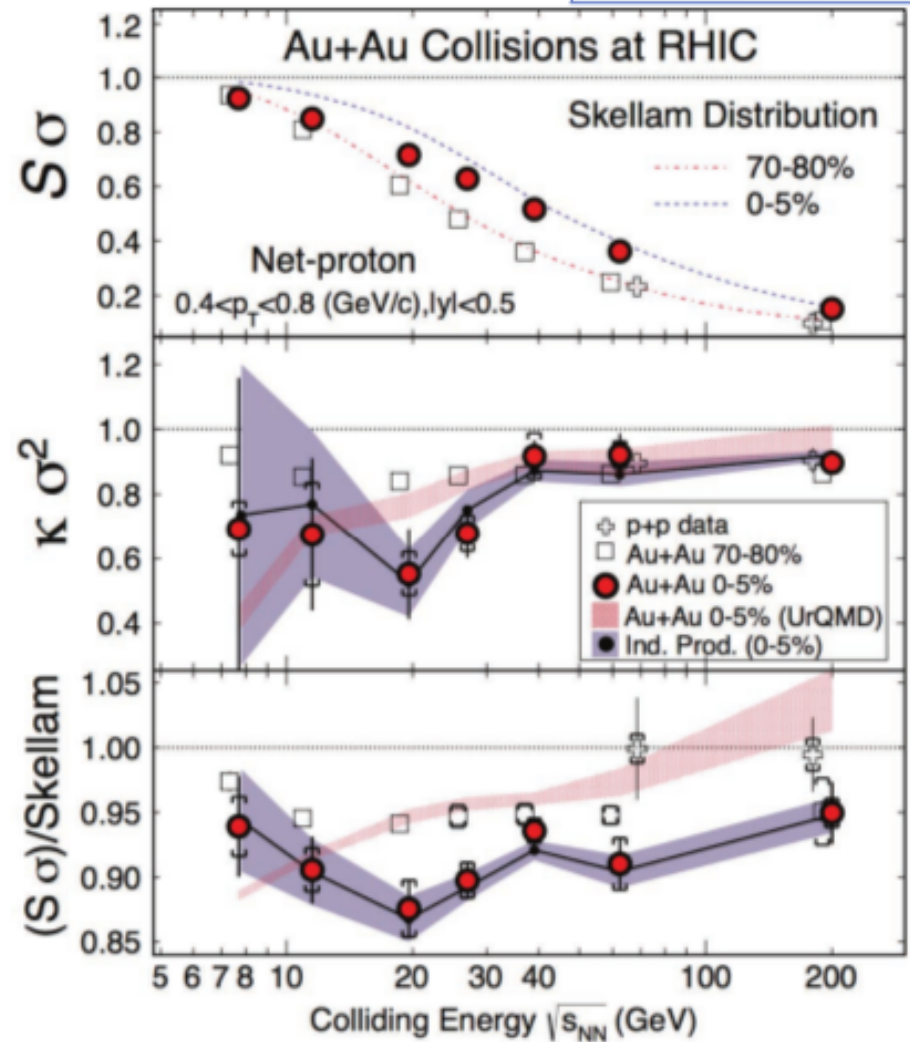 Au+Au Collisions at RHIC
Skellam Distribution
70-80%
0-5%
Net-proton
0.4<p_T<0.8 (GeV/c),|y|<0.5
S σ
1.2
1.0
0.8
0.6
0.4
0.2
κ σ²
1.2
1.0
0.8
0.6
0.4
p+p data
Au+Au 70-80%
Au+Au 0-5%
Au+Au 0-5% (UrQMD)
Ind. Prod. (0-5%)
(S σ)/Skellam
1.05
1.00
0.95
0.90
0.85
5 6 7 8 10 20 30 40 100 200
Colliding Energy √s_NN (GeV)